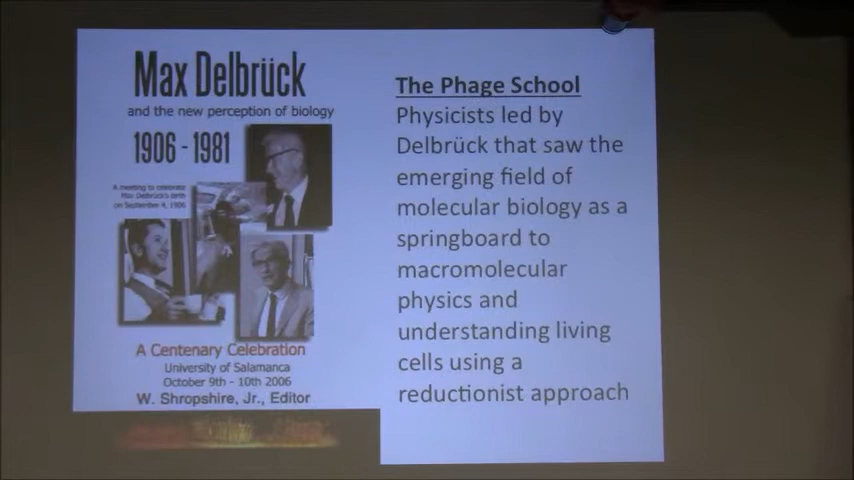 Max Delbrück
and the new perception of biology
1906 - 1981
A meeting to celebrate
Max Delbrück's birth
on September 4, 1906
A Centenary Celebration
University of Salamanca
October 9th - 10th 2006
W. Shropshire, Jr., Editor
The Phage School
Physicists led by
Delbrück that saw the
emerging field of
molecular biology as a
springboard to
macromolecular
physics and
understanding living
cells using a
reductionist approach